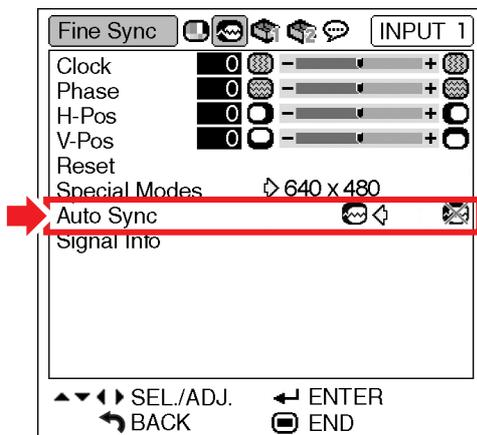 Fine Sync INPUT 1
Clock 0 − +
Phase 0 − +
H-Pos 0 − +
V-Pos 0 − +
Reset
Special Modes 640 x 480
Auto Sync
Signal Info
SEL./ADJ. ENTER
BACK END